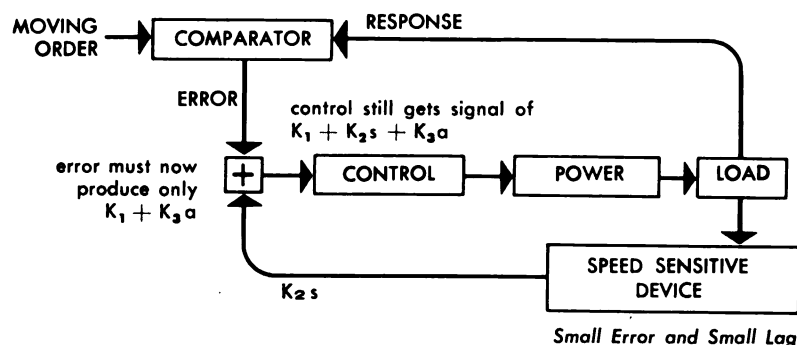 RESPONSE
MOVING
ORDER
COMPARATOR
ERROR
control still gets signal of
K₁ + K₂s + K₃a
error must now
produce only
K₁ + K₃a
+
CONTROL
POWER
LOAD
SPEED SENSITIVE
DEVICE
K₂s
Small Error and Small Lag